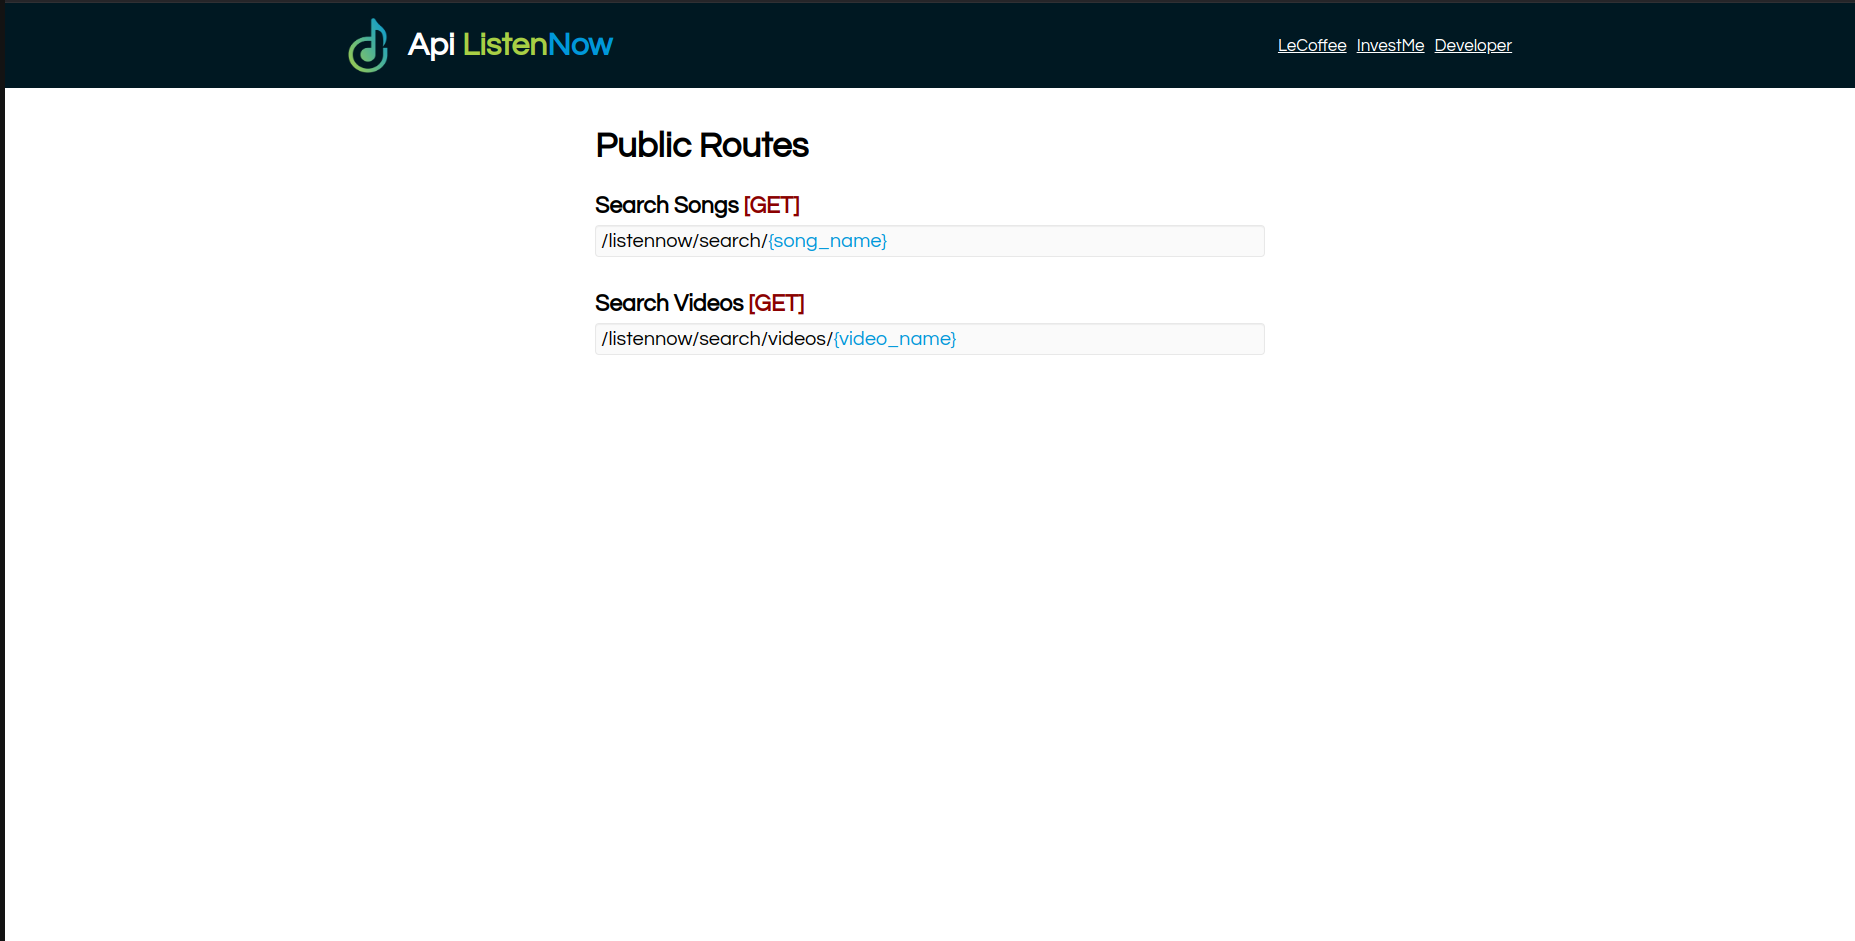 Api ListenNow
LeCoffee InvestMe Developer
Public Routes
Search Songs [GET]
/listennow/search/{song_name}
Search Videos [GET]
/listennow/search/videos/{video_name}